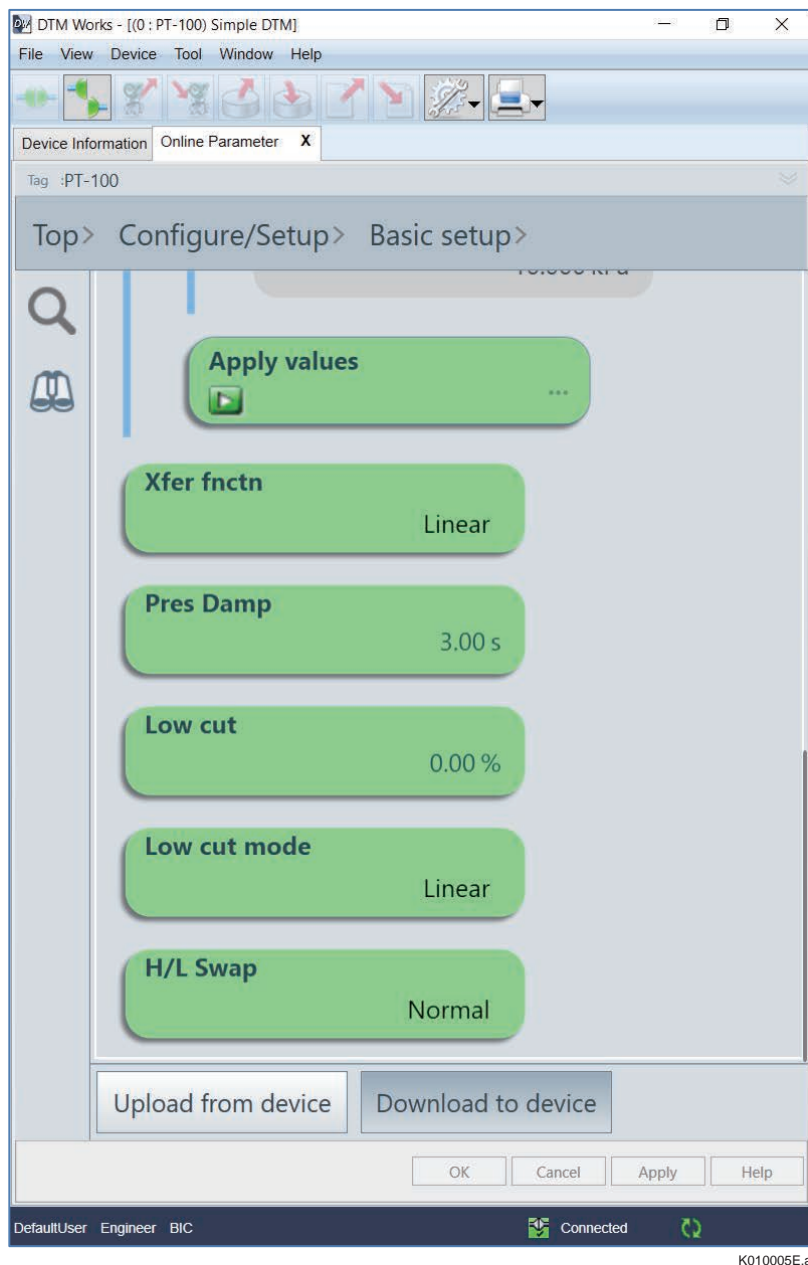 DTM Works - [(0 : PT-100) Simple DTM]
File View Device Tool Window Help
Device Information Online Parameter X
Tag :PT-100
Top> Configure/Setup> Basic setup>
Apply values
...
Xfer fnctn
Linear
Pres Damp
3.00 s
Low cut
0.00 %
Low cut mode
Linear
H/L Swap
Normal
Upload from device Download to device
OK Cancel Apply Help
DefaultUser Engineer BIC Connected